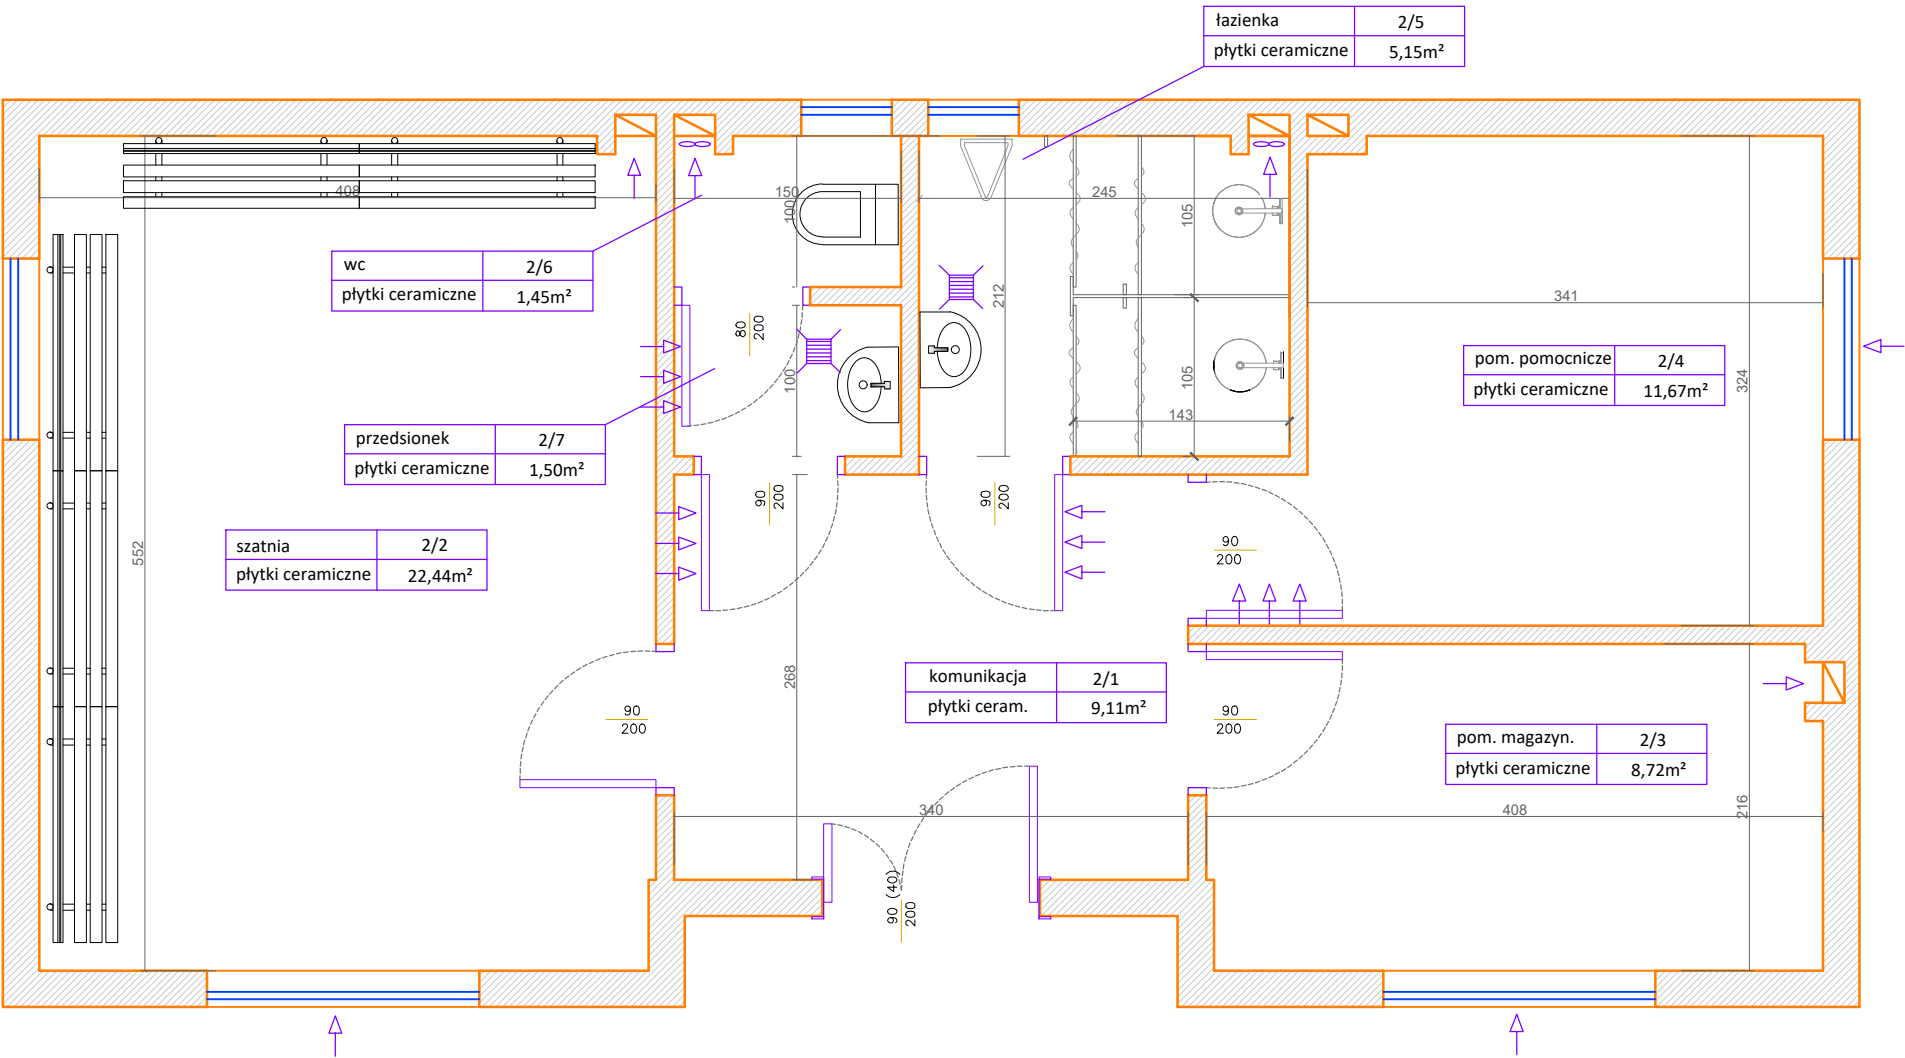 łazienka 2/5
płytki ceramiczne 5,15m²
408
150
100
245
105
wc 2/6
płytki ceramiczne 1,45m²
212
341
80
200
pom. pomocnicze 2/4
płytki ceramiczne 11,67m²
324
100
105
143
przedsionek 2/7
płytki ceramiczne 1,50m²
90
200
90
200
szatnia 2/2
płytki ceramiczne 22,44m²
552
90
200
268
komunikacja 2/1
płytki ceram. 9,11m²
90
200
90
200
pom. magazyn. 2/3
płytki ceramiczne 8,72m²
340
408
216
90 (40)
200